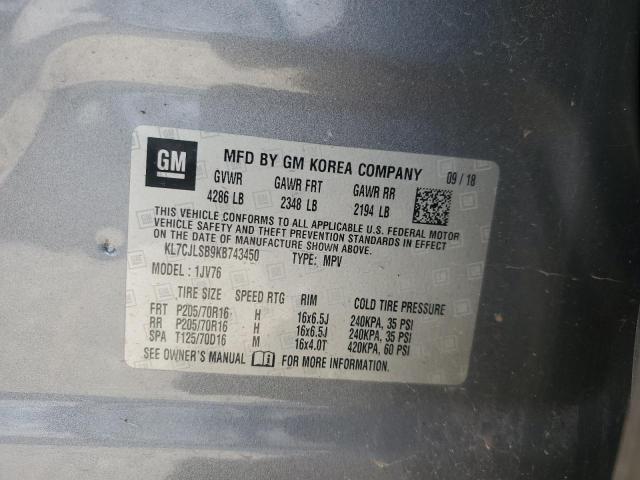 GM MFD BY GM KOREA COMPANY 09 / 18
GVWR GAWR FRT GAWR RR
4286 LB 2348 LB 2194 LB
THIS VEHICLE CONFORMS TO ALL APPLICABLE U.S. FEDERAL MOTOR
VEHICLE SAFETY AND THEFT PREVENTION STANDARDS IN EFFECT
ON THE DATE OF MANUFACTURE SHOWN ABOVE.
KL7CJLSB9KB743450 TYPE: MPV
MODEL : 1JV76
TIRE SIZE SPEED RTG RIM COLD TIRE PRESSURE
FRT P205/70R16 H 16x6.5J 240KPA, 35 PSI
RR P205/70R16 H 16x6.5J 240KPA, 35 PSI
SPA T125/70D16 M 16x4.0T 420KPA, 60 PSI
SEE OWNER'S MANUAL FOR MORE INFORMATION.